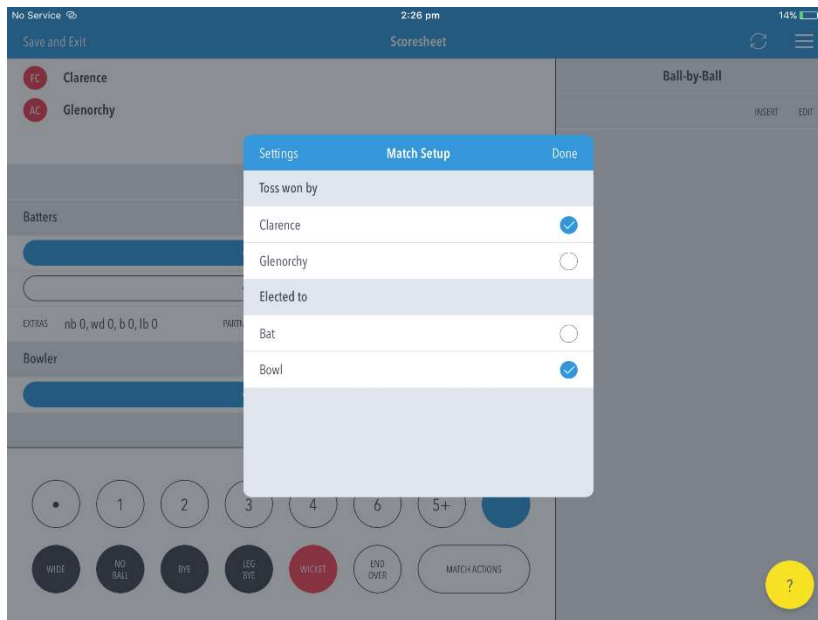 No Service
2:26 pm
14%
Save and Exit
Scoresheet
FC Clarence
AC Glenorchy
Ball-by-Ball
INSERT EDIT
Settings
Match Setup
Done
Toss won by
Clarence
Glenorchy
Elected to
Bat
Bowl
Batters
EXTRAS nb 0, wd 0, b 0, lb 0
Bowler
1 2 3 4 6 5+
WIDE
NO
BALL
BYE
LEG
BYE
WICKET
END
OVER
MATCH ACTIONS
?